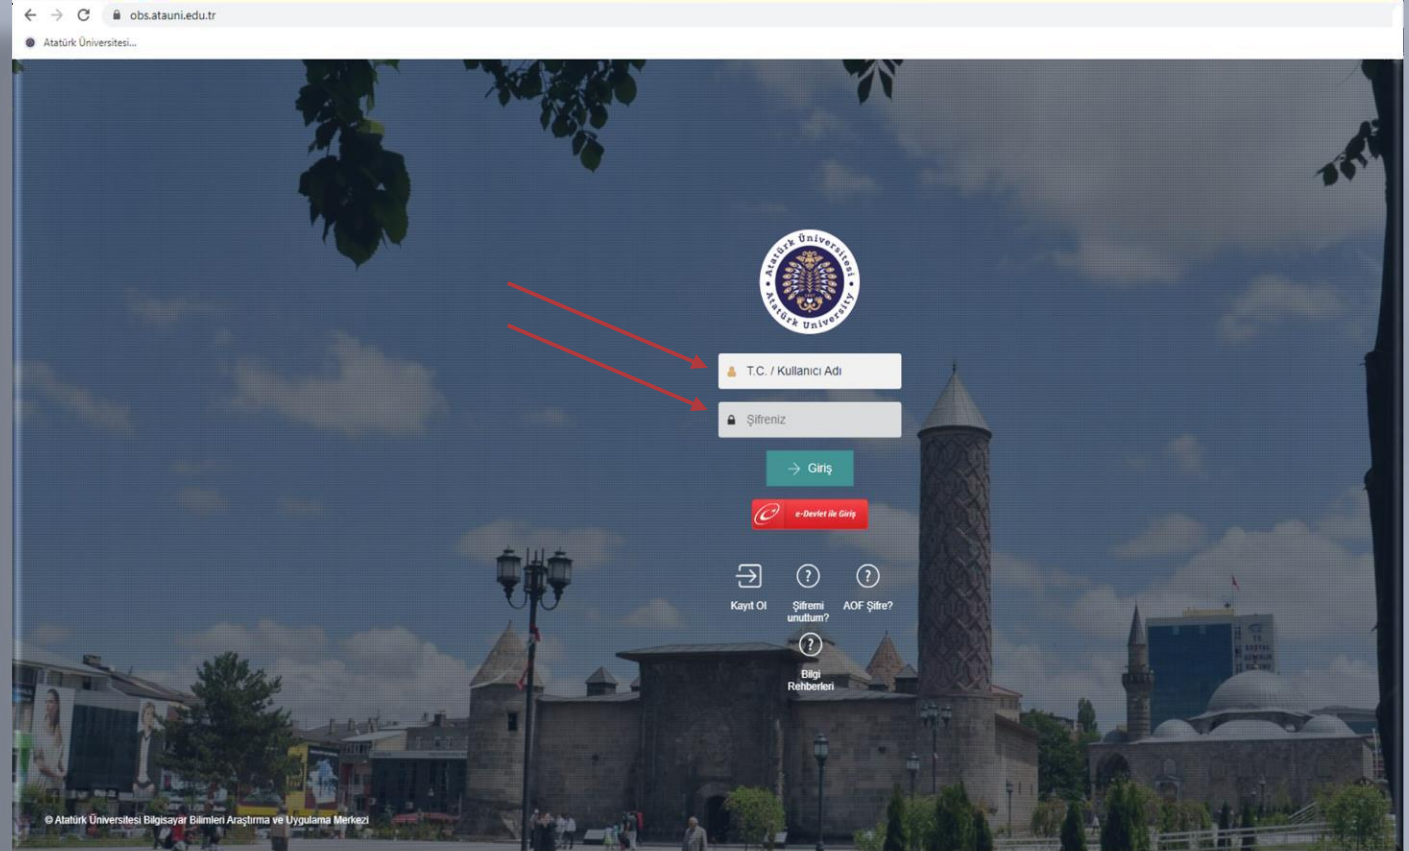 obs.atauni.edu.tr
Atatürk Üniversitesi...
Atatürk Üniversitesi
Atatürk University
T.C. / Kullanıcı Adı
Şifreniz
Giriş
e-Devlet ile Giriş
Kayıt Ol
Şifremi
unuttum?
AOF Şifre?
Bilgi
Rehberleri
© Atatürk Üniversitesi Bilgisayar Bilimleri Araştırma ve Uygulama Merkezi